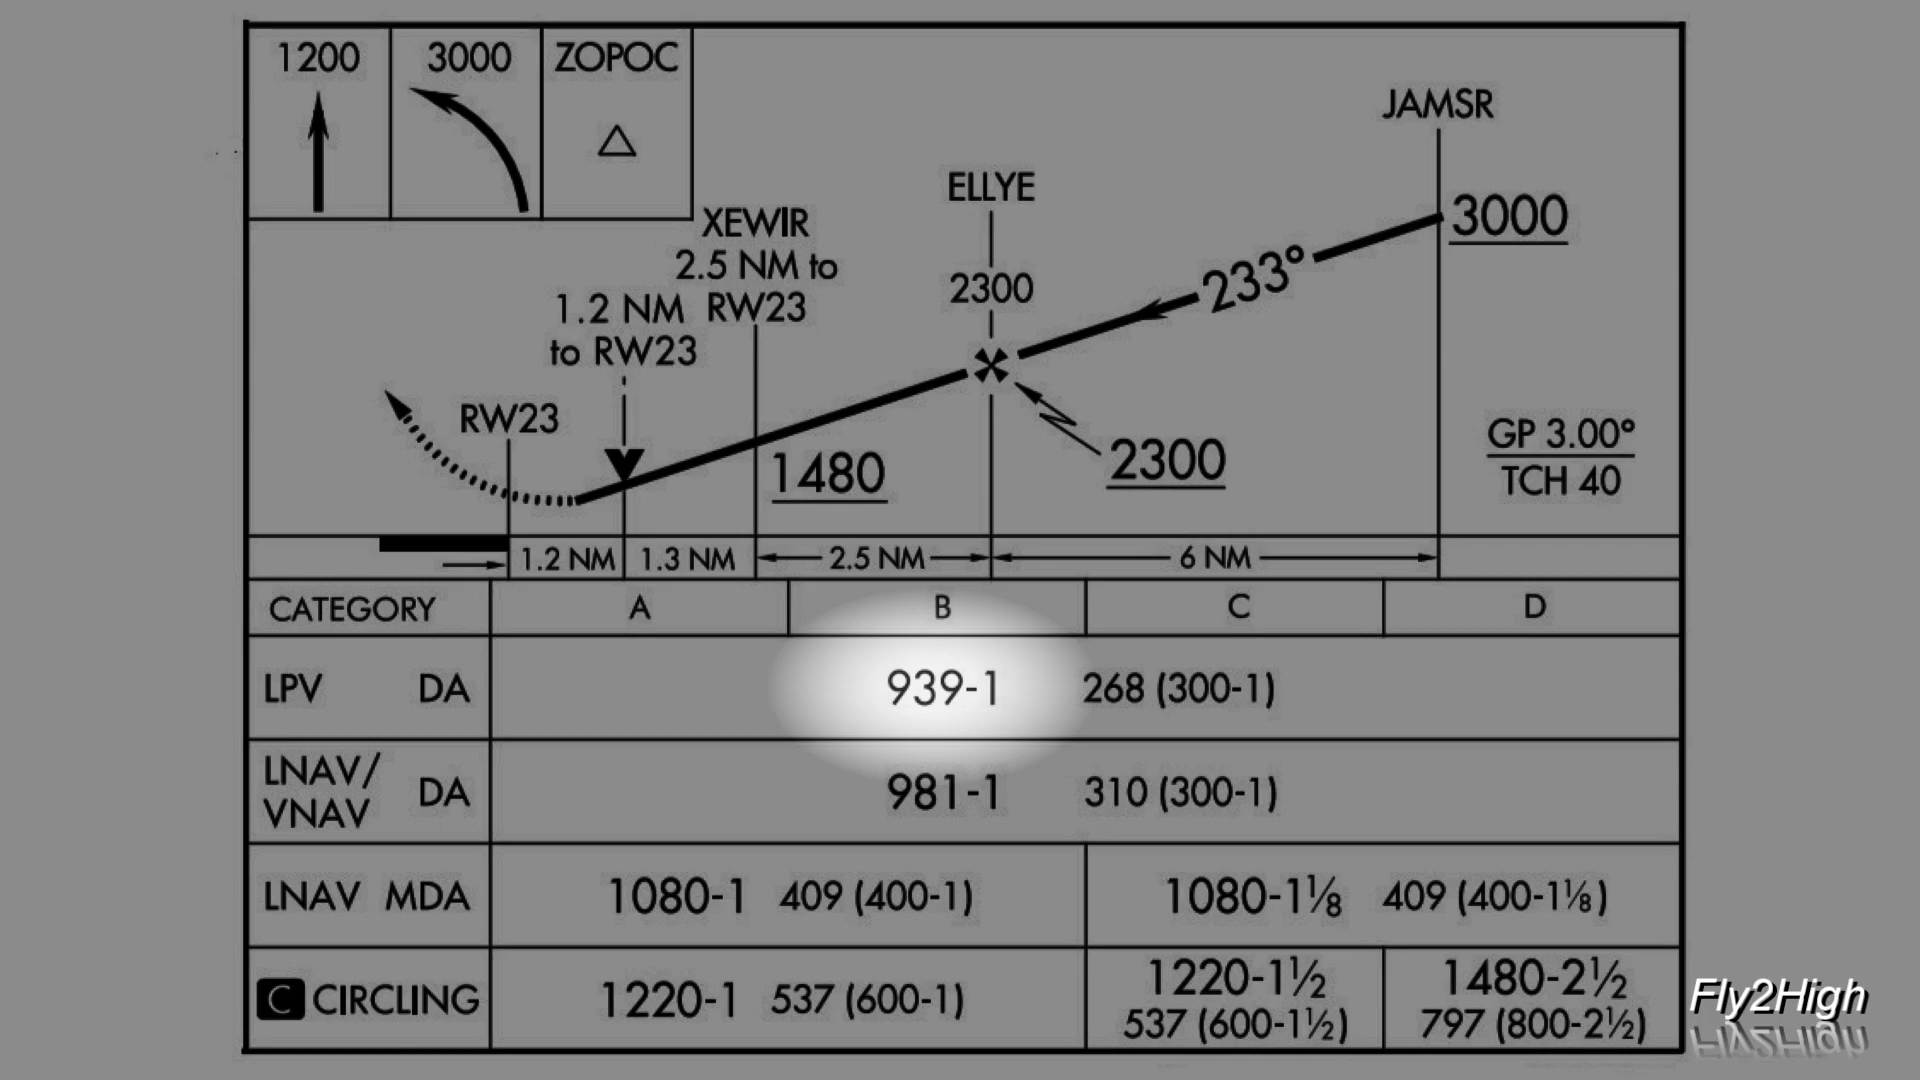 1200
3000
ZOPOC
JAMSR
3000
ELLYE
2300
233°
XEWIR
2.5 NM to
RW23
1.2 NM
to RW23
RW23
1480
2300
GP 3.00°
TCH 40
1.2 NM
1.3 NM
2.5 NM
6 NM
CATEGORY A B C D
LPV DA 939-1 268 (300-1)
LNAV/
VNAV DA 981-1 310 (300-1)
LNAV MDA 1080-1 409 (400-1) 1080-1⅛ 409 (400-1⅛)
C CIRCLING 1220-1 537 (600-1)
1220-1½
537 (600-1½)
1480-2½
797 (800-2½)
Fly2High